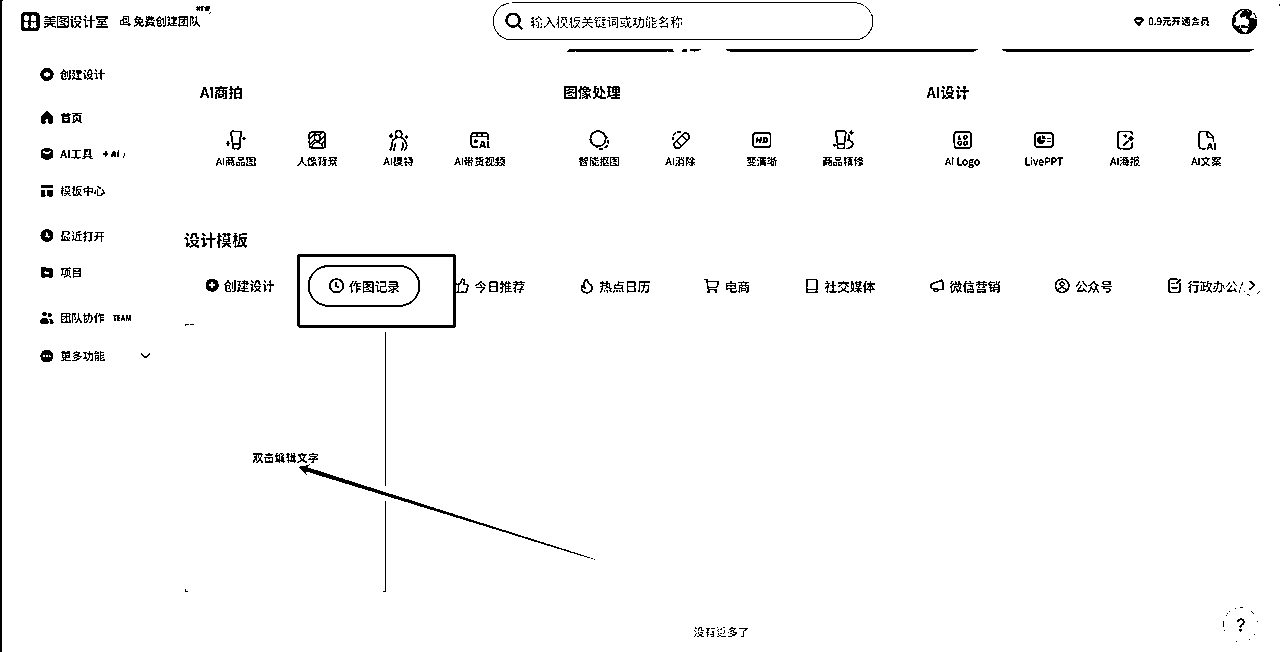 美图设计室 免费创建团队 NEW
输入模板关键词或功能名称
0.9元开通会员
创建设计
首页
AI工具 +AI
模板中心
最近打开
项目
团队协作 TEAM
更多功能
AI商拍
AI商品图 人像背景 AI模特 AI带货视频
图像处理
智能抠图 AI消除 变清晰 商品精修
AI设计
AI Logo LivePPT AI海报 AI文案
设计模板
创建设计 作图记录 今日推荐 热点日历 电商 社交媒体 微信营销 公众号 行政办公/
双击编辑文字
没有更多了
?